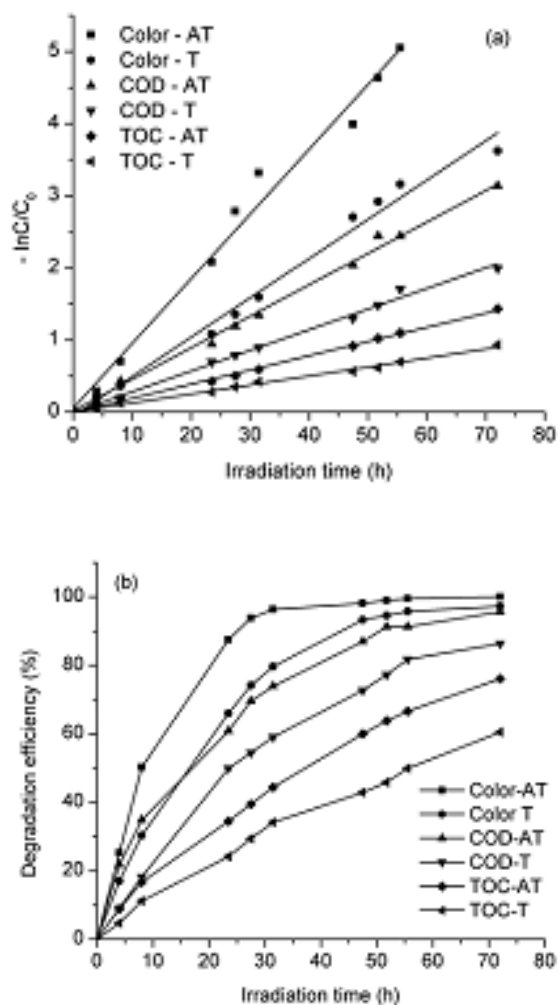 (a)
Color - AT
Color - T
COD - AT
COD - T
TOC - AT
TOC - T
-5
4
3
2
1
0
- lnC/C0
0 10 20 30 40 50 60 70 80
Irradiation time (h)
(b)
100
80
60
40
20
0
Degradation efficiency (%)
Color-AT
Color T
COD-AT
COD-T
TOC-AT
TOC-T
0 10 20 30 40 50 60 70 80
Irradiation time (h)